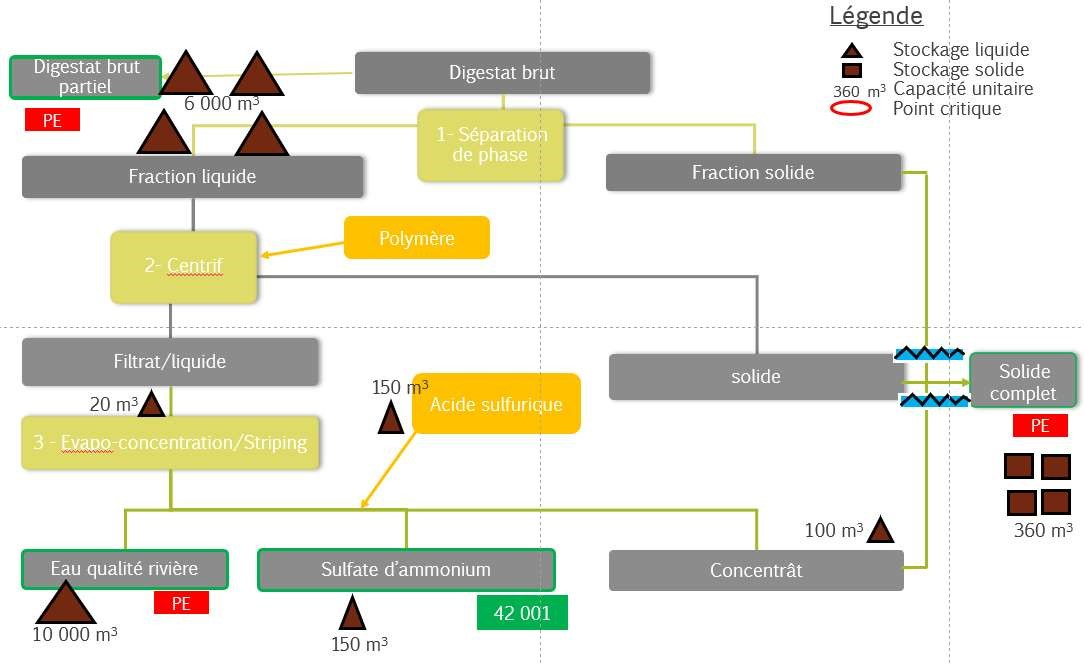 Légende
Stockage liquide
Stockage solide
360 m³ Capacité unitaire
Point critique
Digestat brut
partiel
PE
6 000 m³
Digestat brut
1- Séparation
de phase
Fraction liquide
Fraction solide
Polymère
2- Centrif
Filtrat/liquide
20 m³
150 m³
Acide sulfurique
solide
Solide
complet
PE
360 m³
3 - Evapo-concentration/Striping
100 m³
Eau qualité rivière
PE
10 000 m³
Sulfate d’ammonium
42 001
150 m³
Concentrât